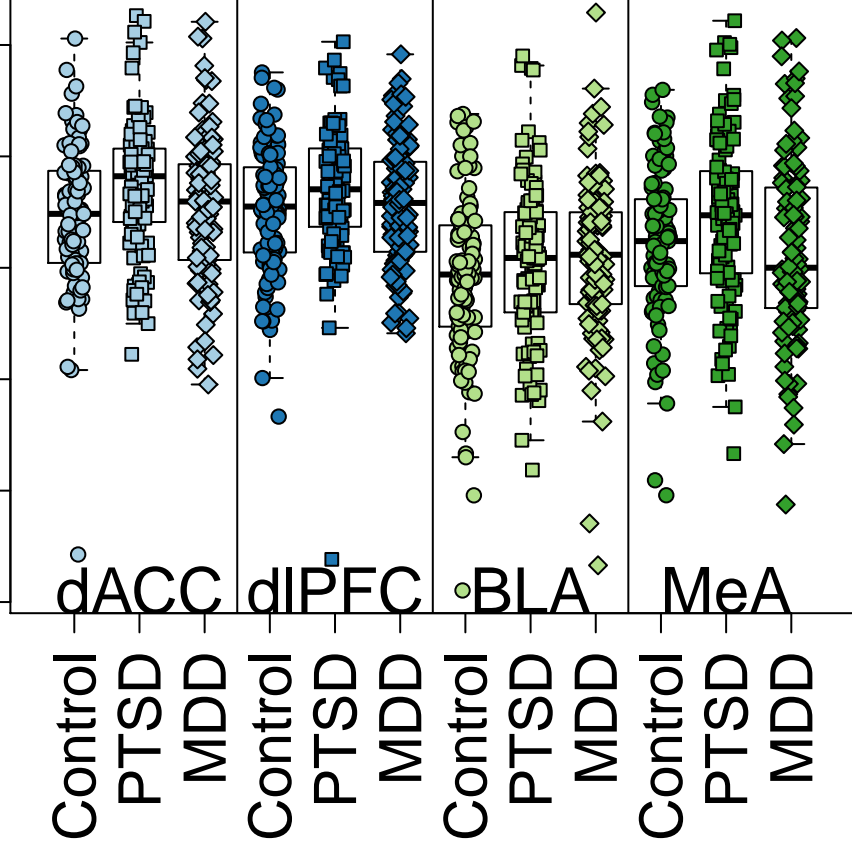 dACC dlPFC BLA MeA
Control PTSD MDD Control PTSD MDD Control PTSD MDD Control PTSD MDD